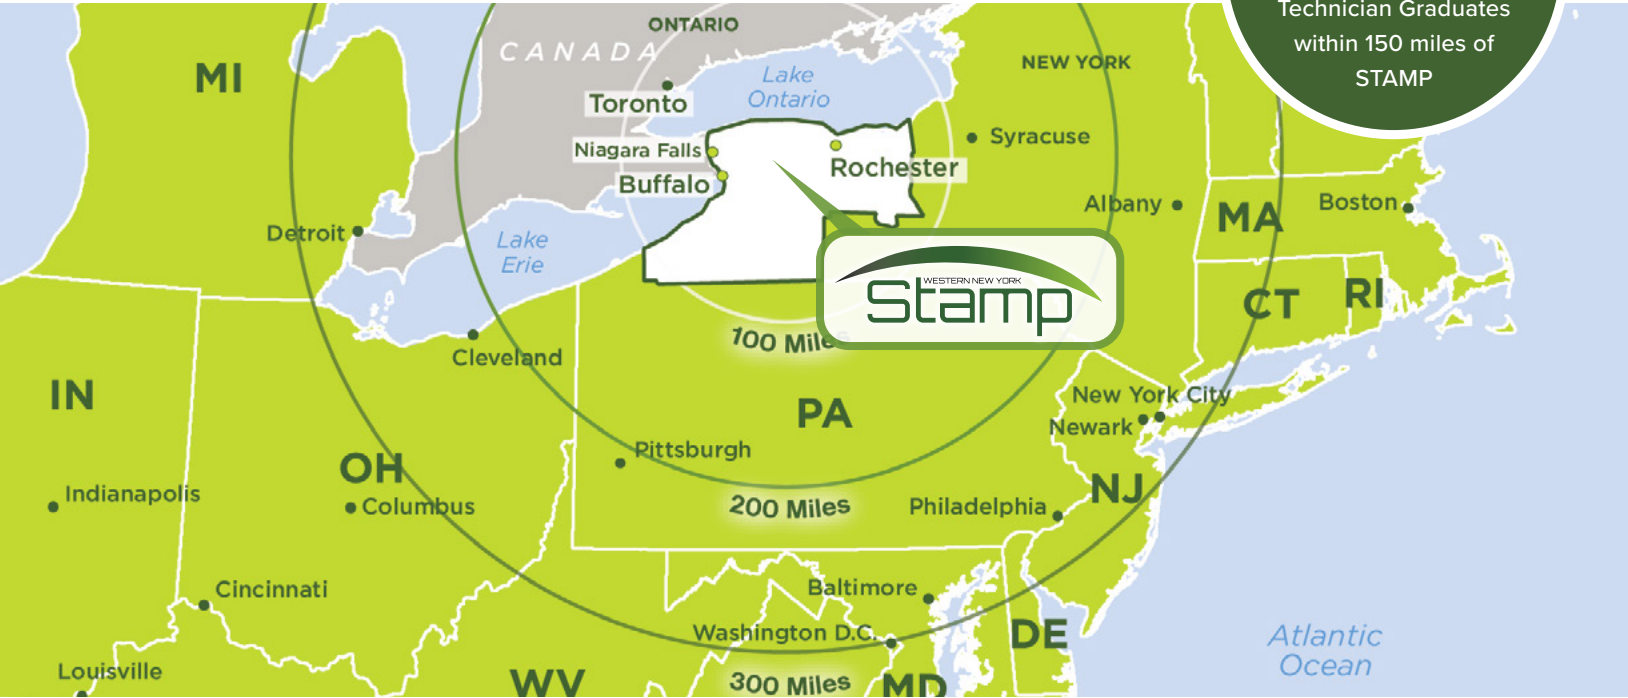 Technician Graduates
within 150 miles of
STAMP
ONTARIO
CANADA
MI
NEW YORK
Lake
Ontario
Toronto
Syracuse
Niagara Falls
Rochester
Buffalo
Albany
MA
Boston
Detroit
Lake
Erie
WESTERN NEW YORK
Stamp
CT
RI
100 Miles
Cleveland
IN
New York City
PA
Newark
Pittsburgh
OH
NJ
Indianapolis
Columbus
200 Miles
Philadelphia
Cincinnati
Baltimore
Washington D.C.
DE
Atlantic
Ocean
Louisville
WV
300 Miles
MD